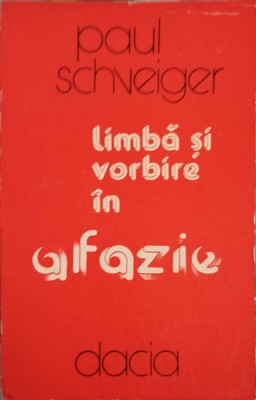 paul
schveiger
limbă și
vorbire
în
afazie
dacia